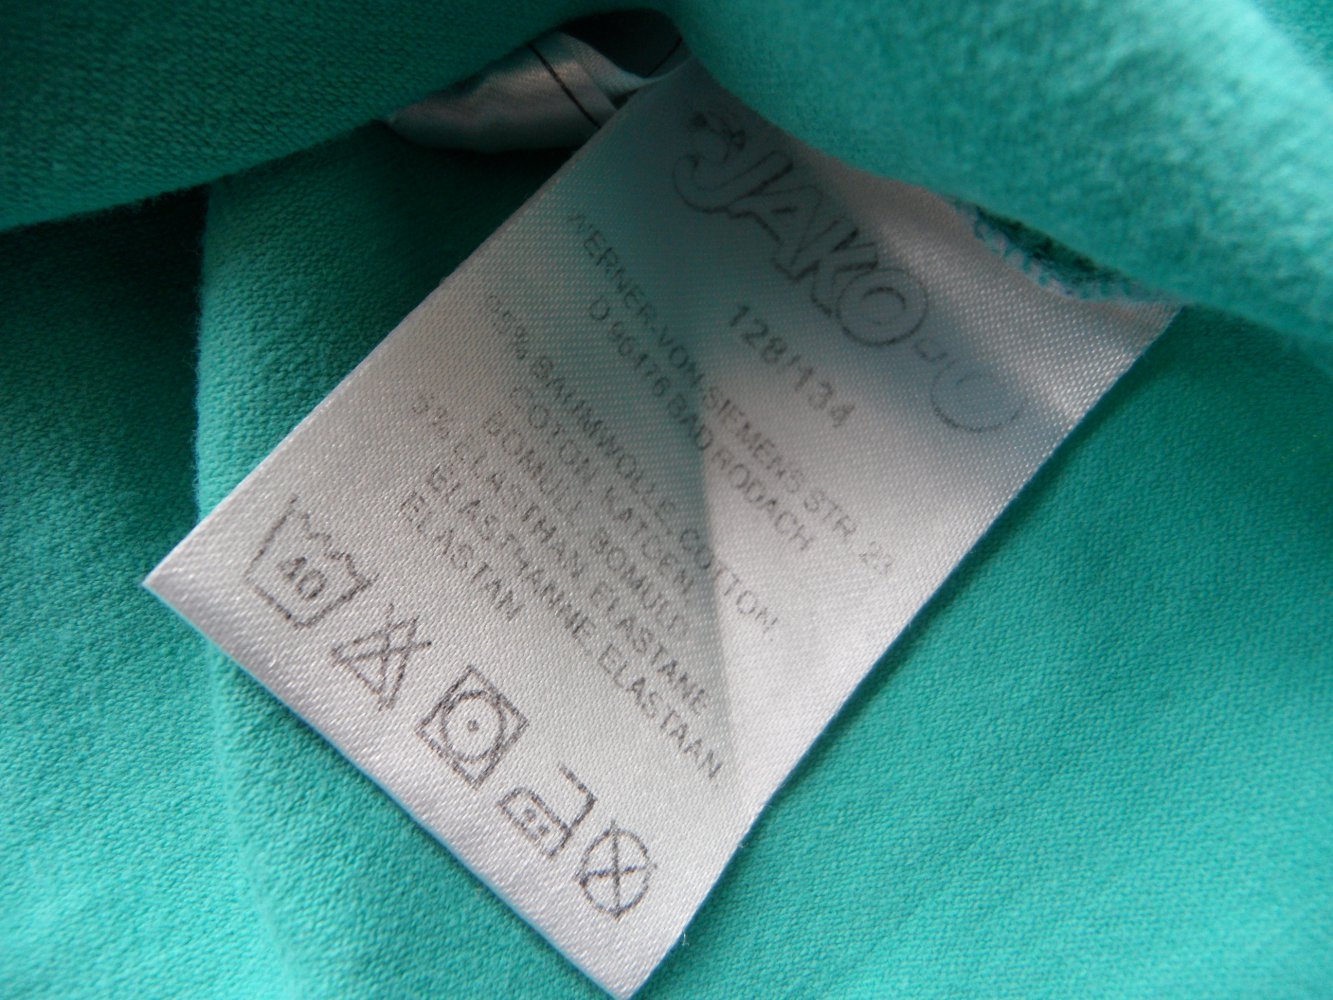 JAKO-O
128/134
WERNER-VON-SIEMENS STR. 23
D 96476 BAD RODACH
95% BAUMWOLLE, COTTON,
COTON, KATOEN,
BOMULL, BOMULD
5% ELASTHAN, ELASTANE,
ELASTHANNE, ELASTAAN,
ELASTAN
40